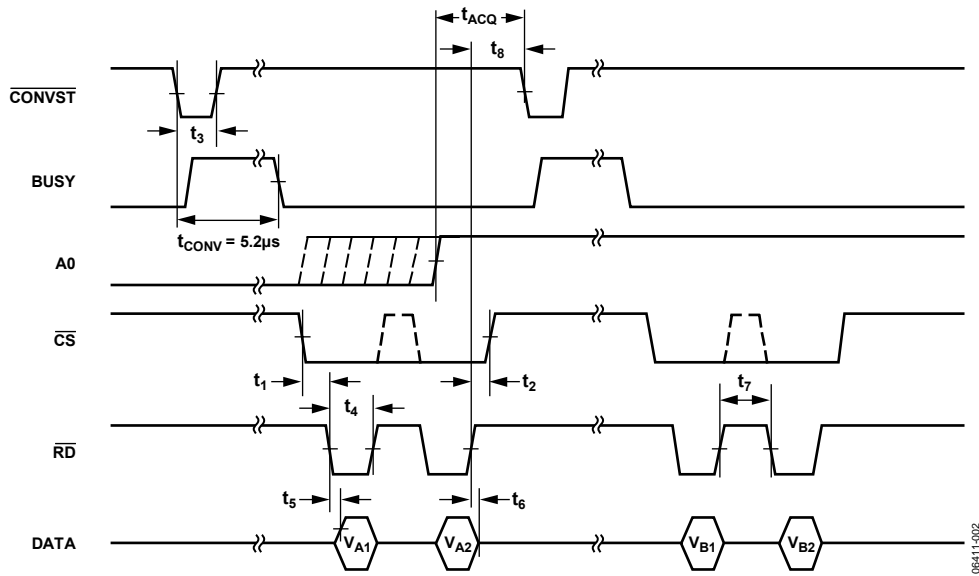 tACQ
t8
CONVST
t3
BUSY
tCONV = 5.2µs
A0
CS
t1
t2
t4
t7
RD
t5
t6
DATA
VA1
VA2
VB1
VB2
06411-002